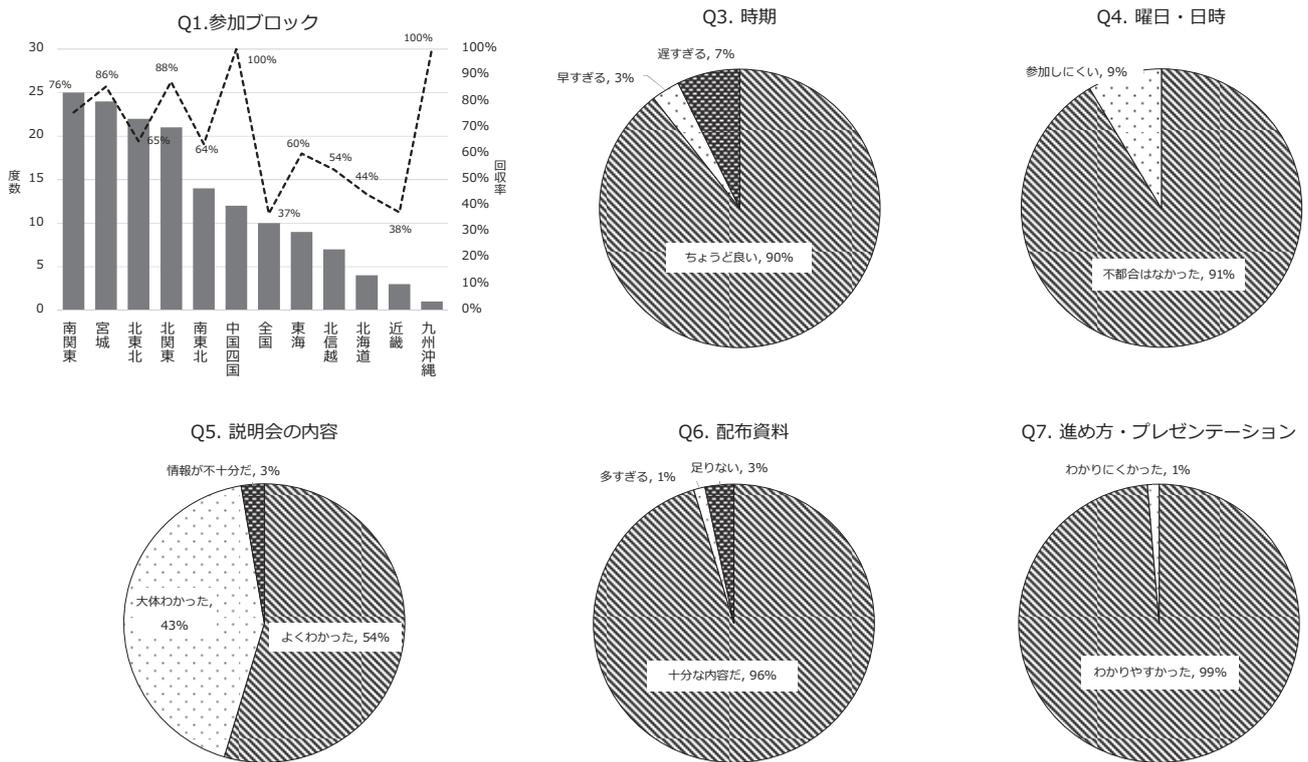 Q1.参加ブロック
30
25
20
15
10
5
0
度数
100%
90%
80%
70%
60%
50%
40%
30%
20%
10%
0%
回収率
76%
86%
65%
88%
64%
100%
37%
60%
54%
44%
38%
100%
南関東
宮城
北東北
北関東
南東北
中国四国
全国
東海
北信越
北海道
近畿
九州沖縄
Q3. 時期
遅すぎる, 7%
早すぎる, 3%
ちょうど良い, 90%
Q4. 曜日・日時
参加しにくい, 9%
不都合はなかった, 91%
Q5. 説明会の内容
情報が不十分だ, 3%
大体わかった,
43%
よくわかった, 54%
Q6. 配布資料
足りない, 3%
多すぎる, 1%
十分な内容だ, 96%
Q7. 進め方・プレゼンテーション
わかりにくかった, 1%
わかりやすかった, 99%